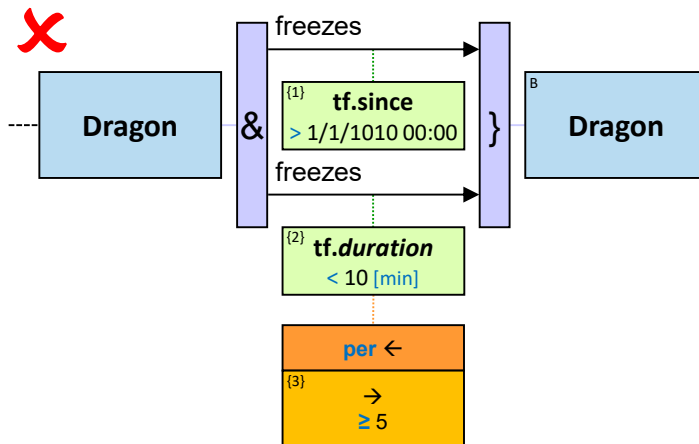 freezes
{1}
tf.since
> 1/1/1010 00:00
Dragon
&
}
B
Dragon
freezes
{2}
tf.duration
< 10 [min]
per ←
{3}
→
≥ 5